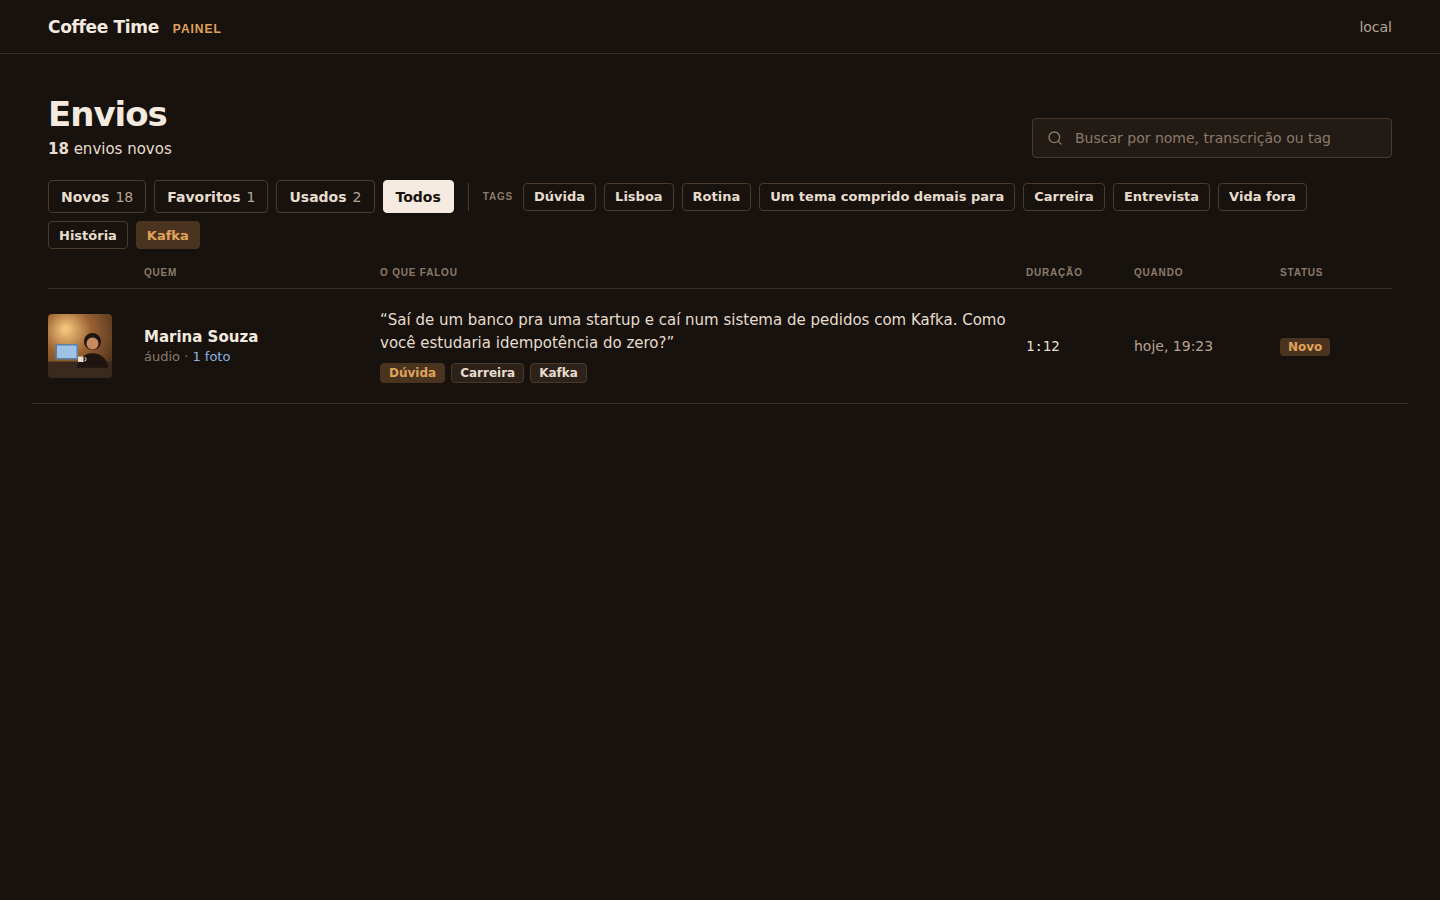 Coffee Time PAINEL
local
Envios
18 envios novos
Buscar por nome, transcrição ou tag
Novos 18 Favoritos 1 Usados 2 Todos TAGS Dúvida Lisboa Rotina Um tema comprido demais para Carreira Entrevista Vida fora
História Kafka
QUEM O QUE FALOU DURAÇÃO QUANDO STATUS
Marina Souza
áudio · 1 foto
“Saí de um banco pra uma startup e caí num sistema de pedidos com Kafka. Como
você estudaria idempotência do zero?”
Dúvida Carreira Kafka
1:12
hoje, 19:23
Novo